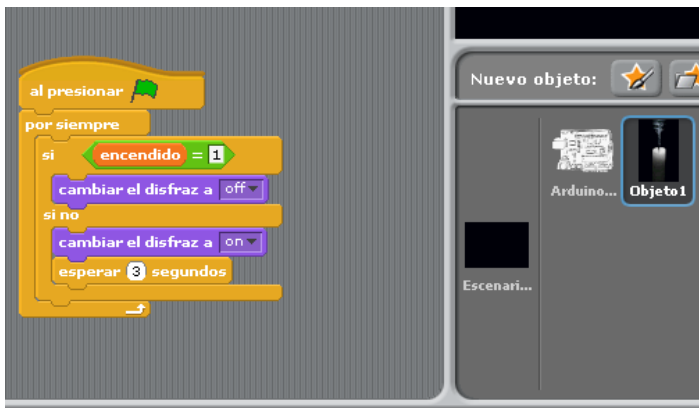 al presionar
por siempre
si encendido = 1
cambiar el disfraz a off
si no
cambiar el disfraz a on
esperar 3 segundos
Nuevo objeto:
Arduino... Objeto1
Escenari...